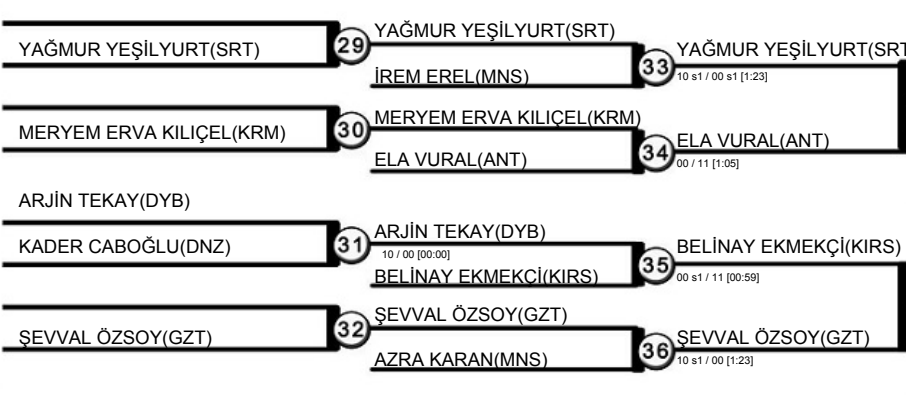 YAĞMUR YEŞİLYURT(SRT)
29
YAĞMUR YEŞİLYURT(SRT)
İREM EREL(MNS)
33
YAĞMUR YEŞİLYURT(SRT
10 s1 / 00 s1 [1:23]
MERYEM ERVA KILIÇEL(KRM)
30
MERYEM ERVA KILIÇEL(KRM)
ELA VURAL(ANT)
34
ELA VURAL(ANT)
00 / 11 [1:05]
ARJİN TEKAY(DYB)
KADER CABOĞLU(DNZ)
31
ARJİN TEKAY(DYB)
10 / 00 [00:00]
BELİNAY EKMEKÇİ(KIRS)
35
BELİNAY EKMEKÇİ(KIRS)
00 s1 / 11 [00:59]
ŞEVVAL ÖZSOY(GZT)
32
ŞEVVAL ÖZSOY(GZT)
AZRA KARAN(MNS)
36
ŞEVVAL ÖZSOY(GZT)
10 s1 / 00 [1:23]